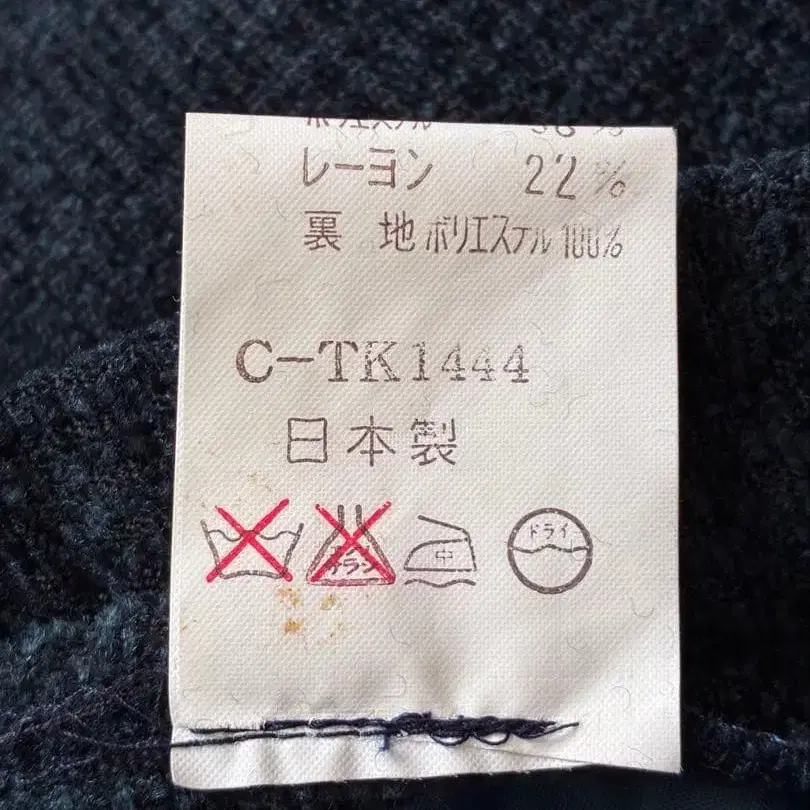 レーヨン 22%
裏地 ポリエステル 100%
C-TK1444
日本製
中
ドライ